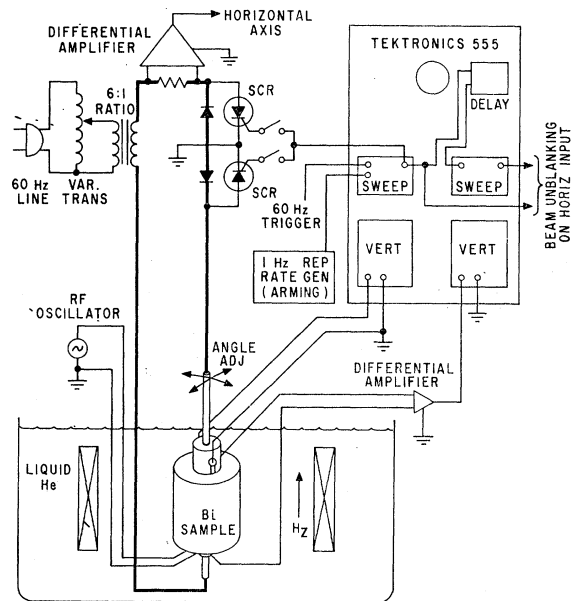 HORIZONTAL
AXIS
DIFFERENTIAL
AMPLIFIER
TEKTRONICS 555
DELAY
6:1
RATIO
SCR
SCR
60 Hz
LINE
VAR.
TRANS
SWEEP
SWEEP
60 Hz
TRIGGER
BEAM UNBLANKING
ON HORIZ INPUT
1 Hz REP
RATE GEN
(ARMING)
VERT
VERT
RF
OSCILLATOR
ANGLE
ADJ
DIFFERENTIAL
AMPLIFIER
LIQUID
He
Bi
SAMPLE
HZ